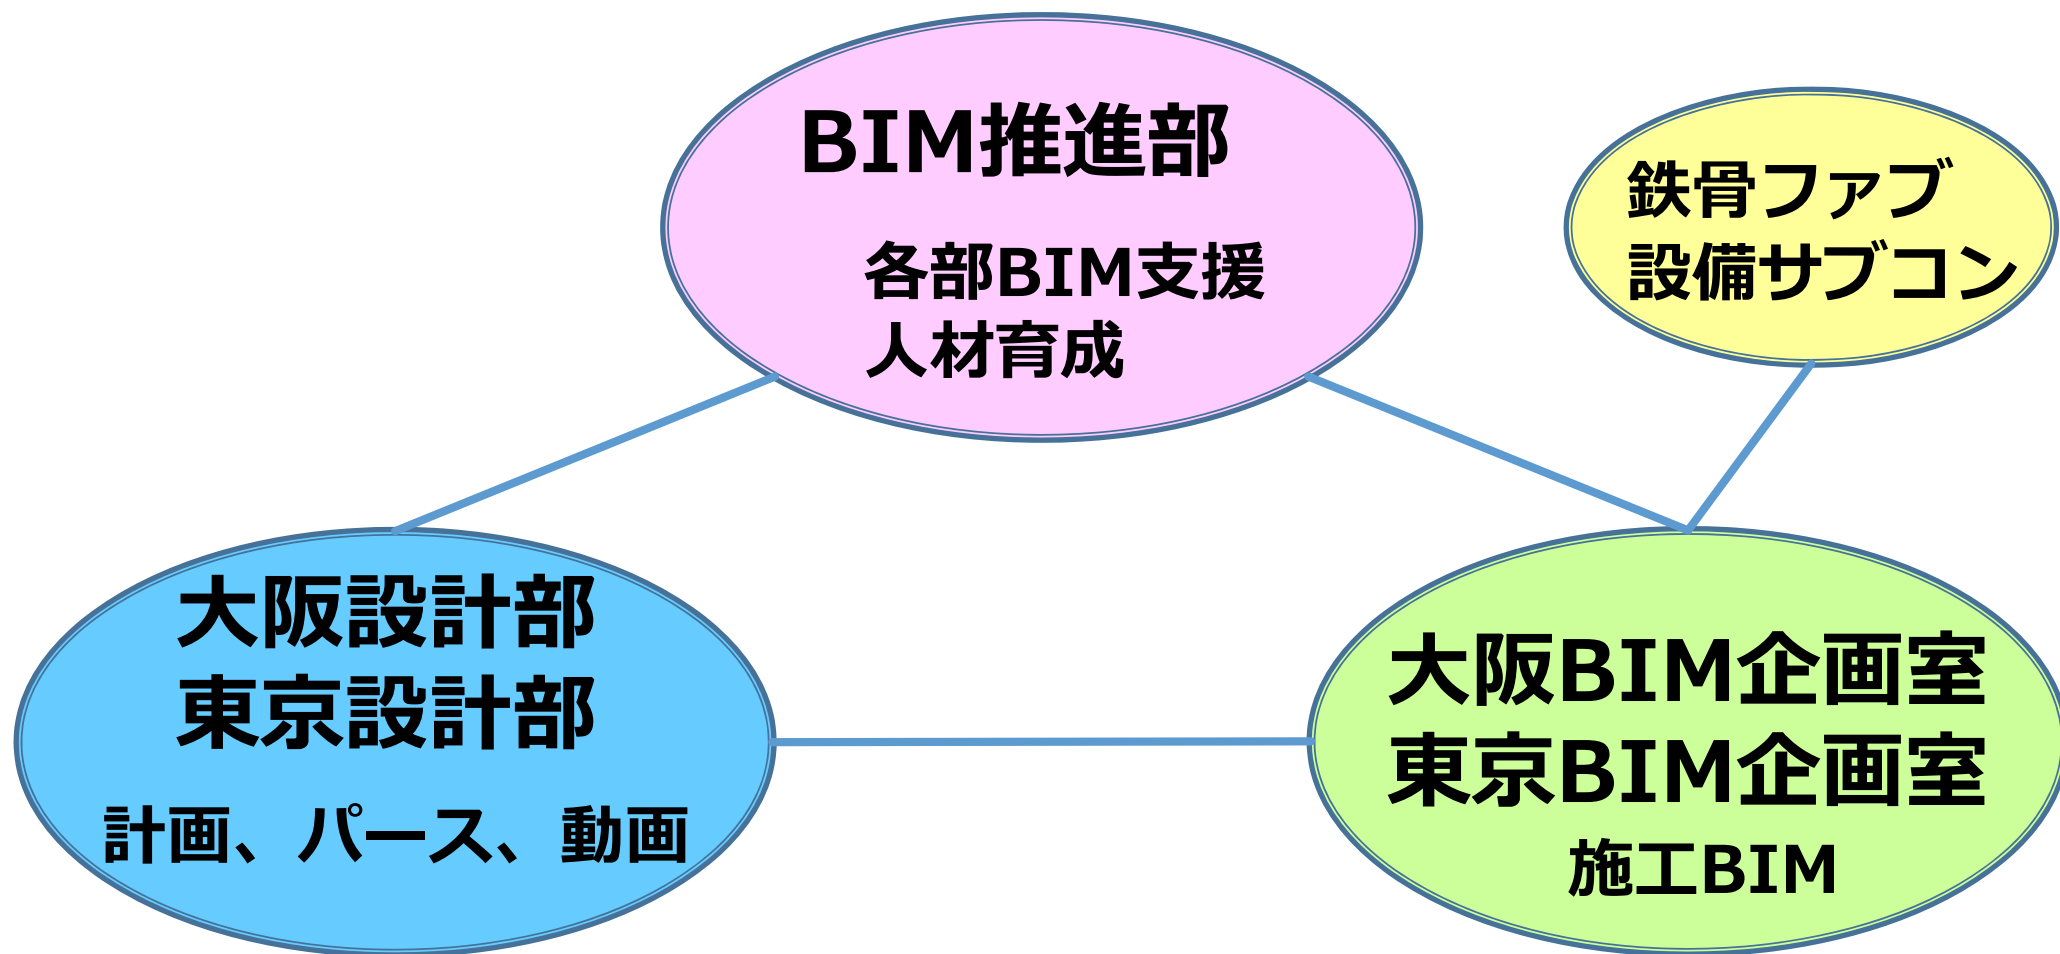 BIM推進部
各部BIM支援
人材育成
鉄骨ファブ
設備サブコン
大阪設計部
東京設計部
計画、パース、動画
大阪BIM企画室
東京BIM企画室
施工BIM